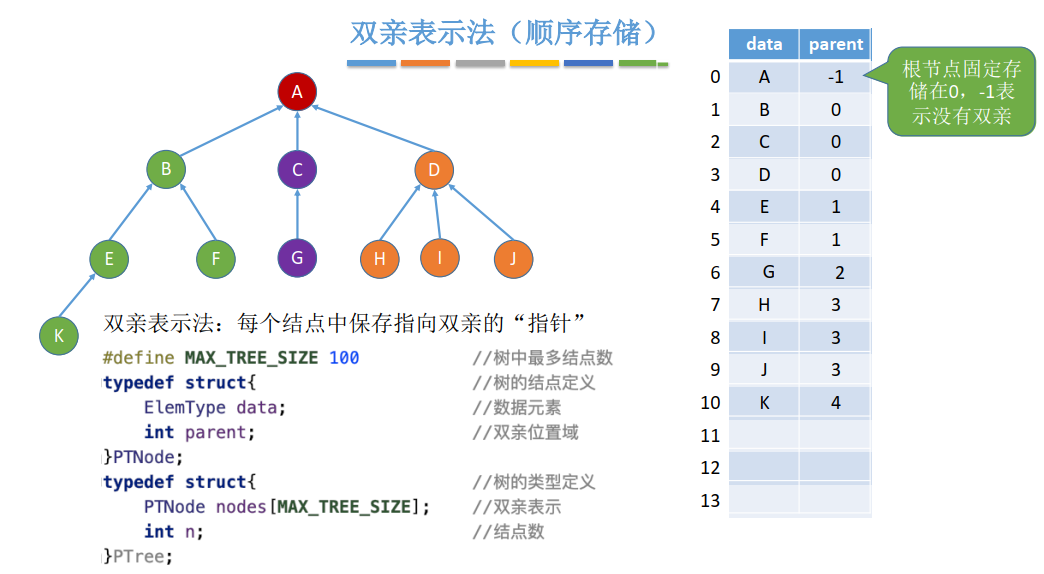 双亲表示法（顺序存储）
A
B
C
D
E
F
G
H
I
J
K
双亲表示法：每个结点中保存指向双亲的“指针”
#define MAX_TREE_SIZE 100 //树中最多结点数
typedef struct{ //树的结点定义
ElemType data; //数据元素
int parent; //双亲位置域
}PTNode;
typedef struct{ //树的类型定义
PTNode nodes[MAX_TREE_SIZE]; //双亲表示
int n; //结点数
}PTree;
data parent
0 A -1
1 B 0
2 C 0
3 D 0
4 E 1
5 F 1
6 G 2
7 H 3
8 I 3
9 J 3
10 K 4
11
12
13
根节点固定存
储在0，-1表
示没有双亲